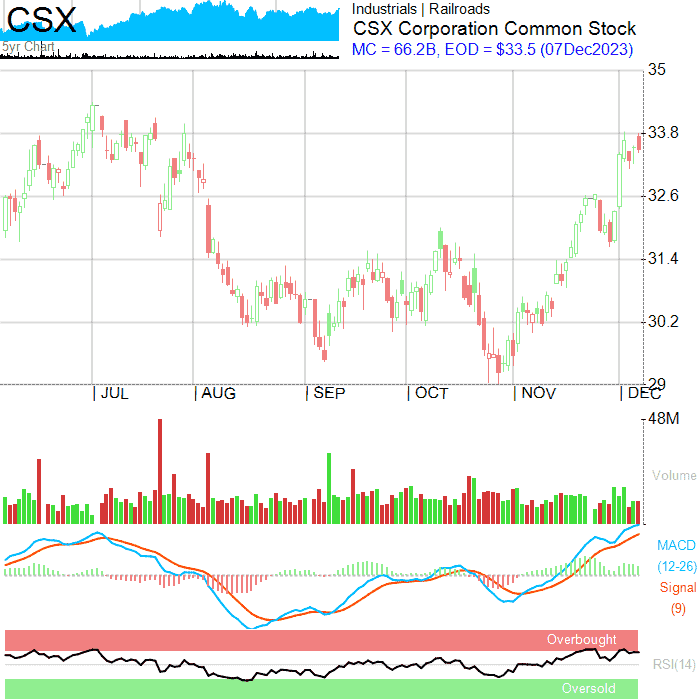 CSX
5yr Chart
Industrials | Railroads
CSX Corporation Common Stock
MC = 66.2B, EOD = $33.5 (07Dec2023)
35
33.8
32.6
31.4
30.2
29
| JUL | AUG | SEP | OCT | NOV | DEC
48M
Volume
MACD
(12-26)
Signal
(9)
Overbought
RSI(14)
Oversold